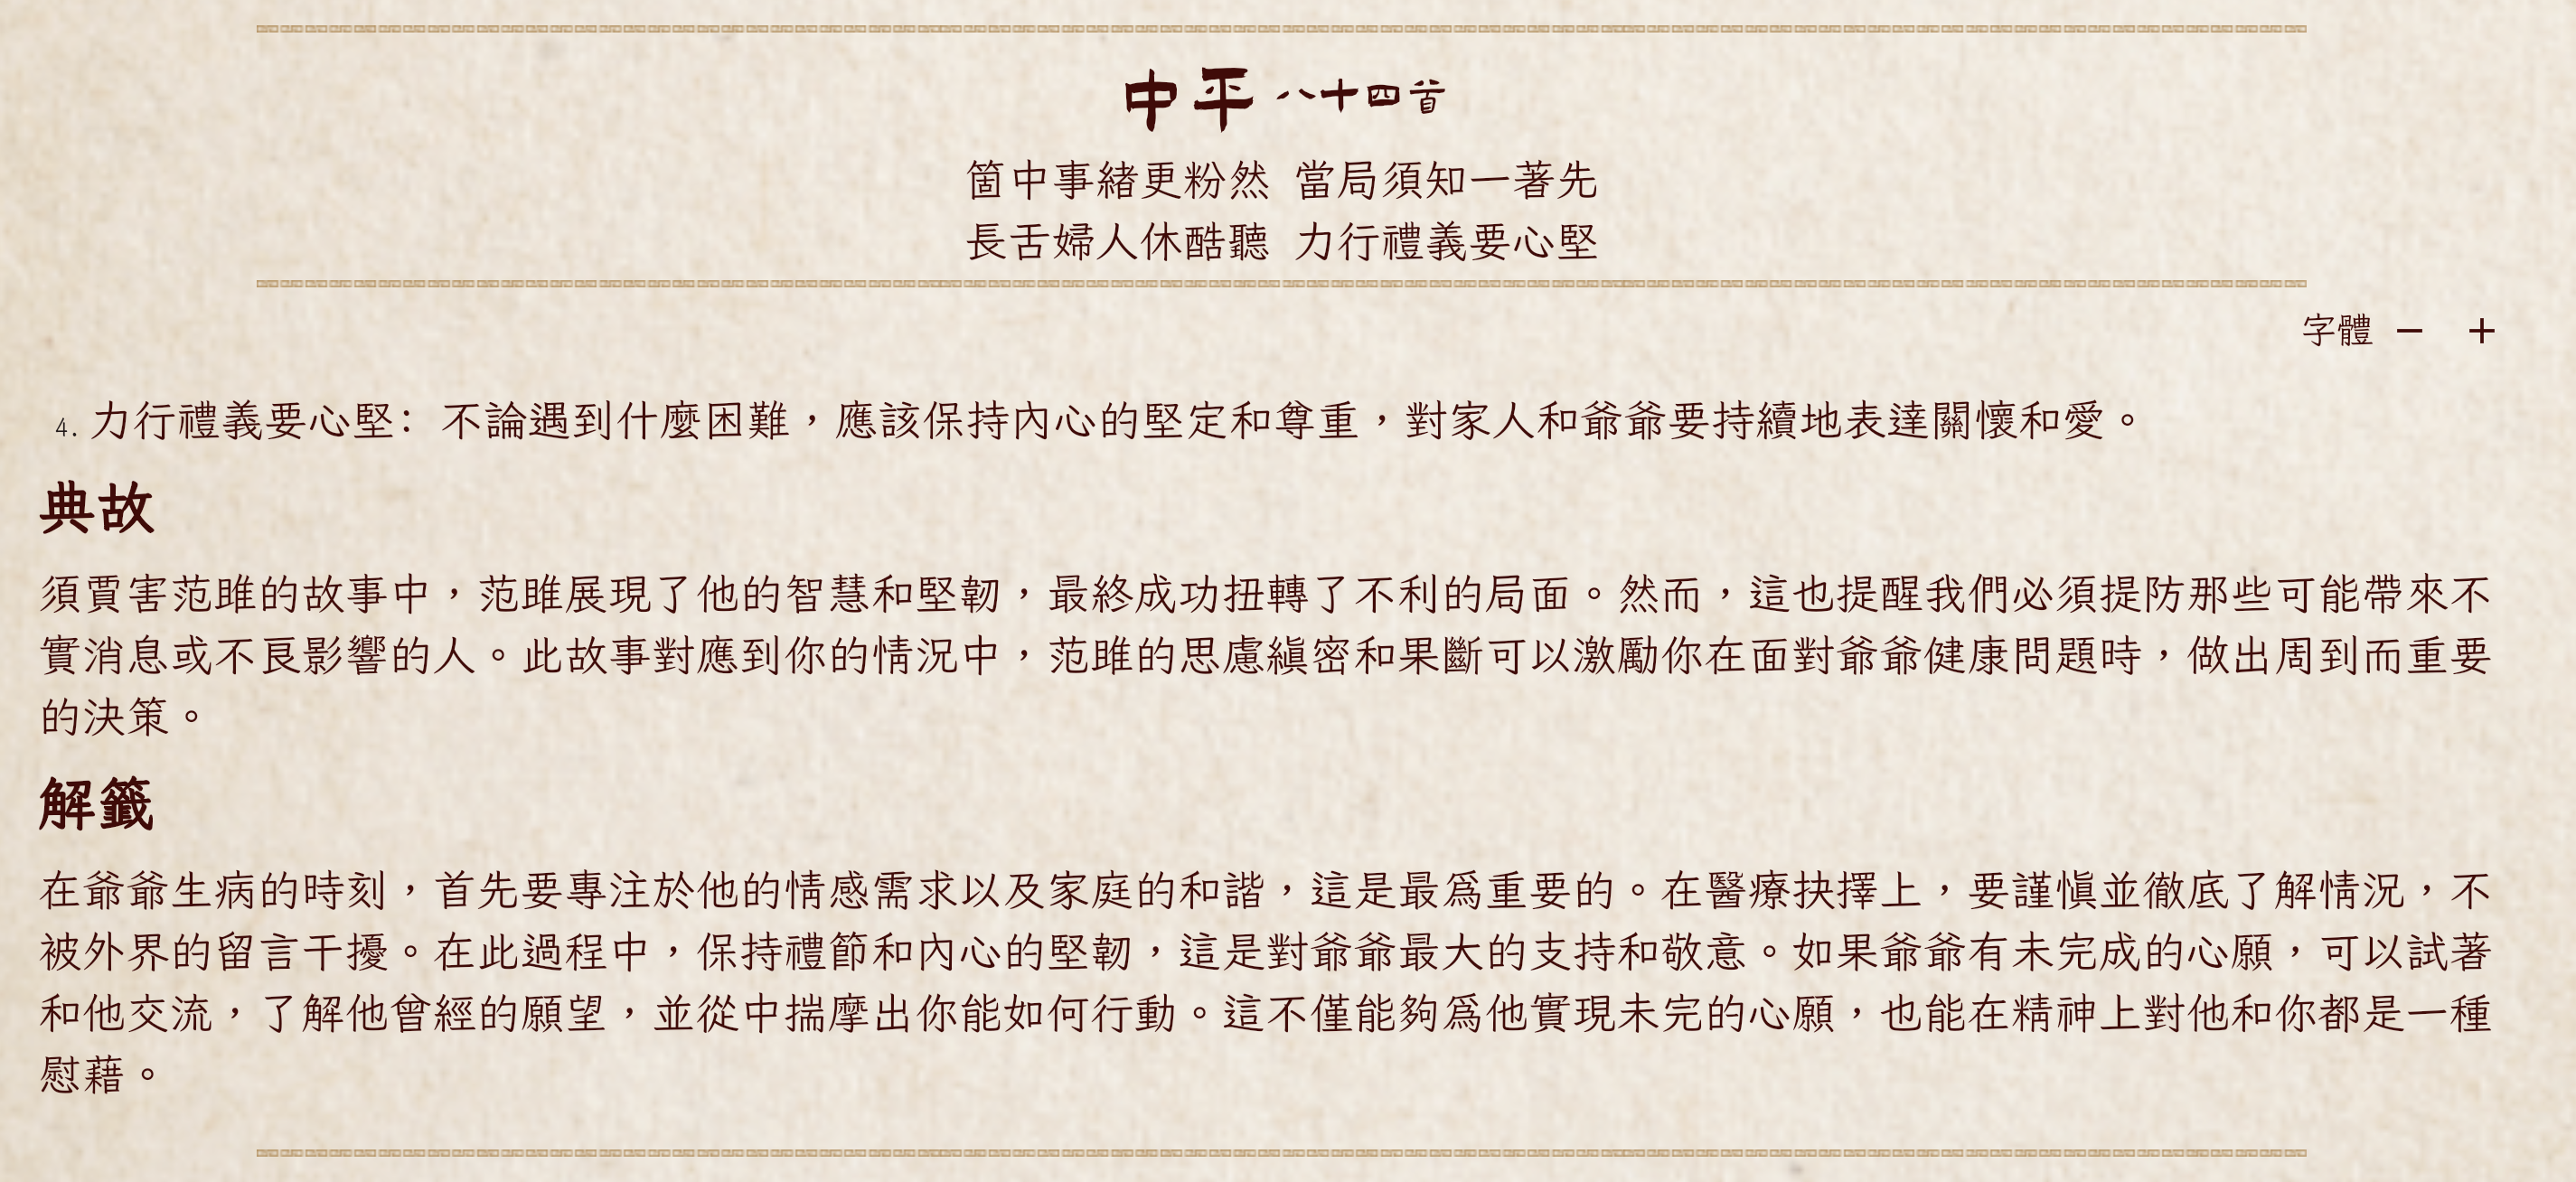 中平 八十四首
箇中事緒更粉然 當局須知一著先
長舌婦人休酷聽 力行禮義要心堅
字體 − +
4. 力行禮義要心堅：不論遇到什麼困難，應該保持內心的堅定和尊重，對家人和爺爺要持續地表達關懷和愛。
典故
須賈害范雎的故事中，范雎展現了他的智慧和堅韌，最終成功扭轉了不利的局面。然而，這也提醒我們必須提防那些可能帶來不
實消息或不良影響的人。此故事對應到你的情況中，范雎的思慮縝密和果斷可以激勵你在面對爺爺健康問題時，做出周到而重要
的決策。
解籤
在爺爺生病的時刻，首先要專注於他的情感需求以及家庭的和諧，這是最為重要的。在醫療抉擇上，要謹慎並徹底了解情況，不
被外界的留言干擾。在此過程中，保持禮節和內心的堅韌，這是對爺爺最大的支持和敬意。如果爺爺有未完成的心願，可以試著
和他交流，了解他曾經的願望，並從中揣摩出你能如何行動。這不僅能夠為他實現未完的心願，也能在精神上對他和你都是一種
慰藉。